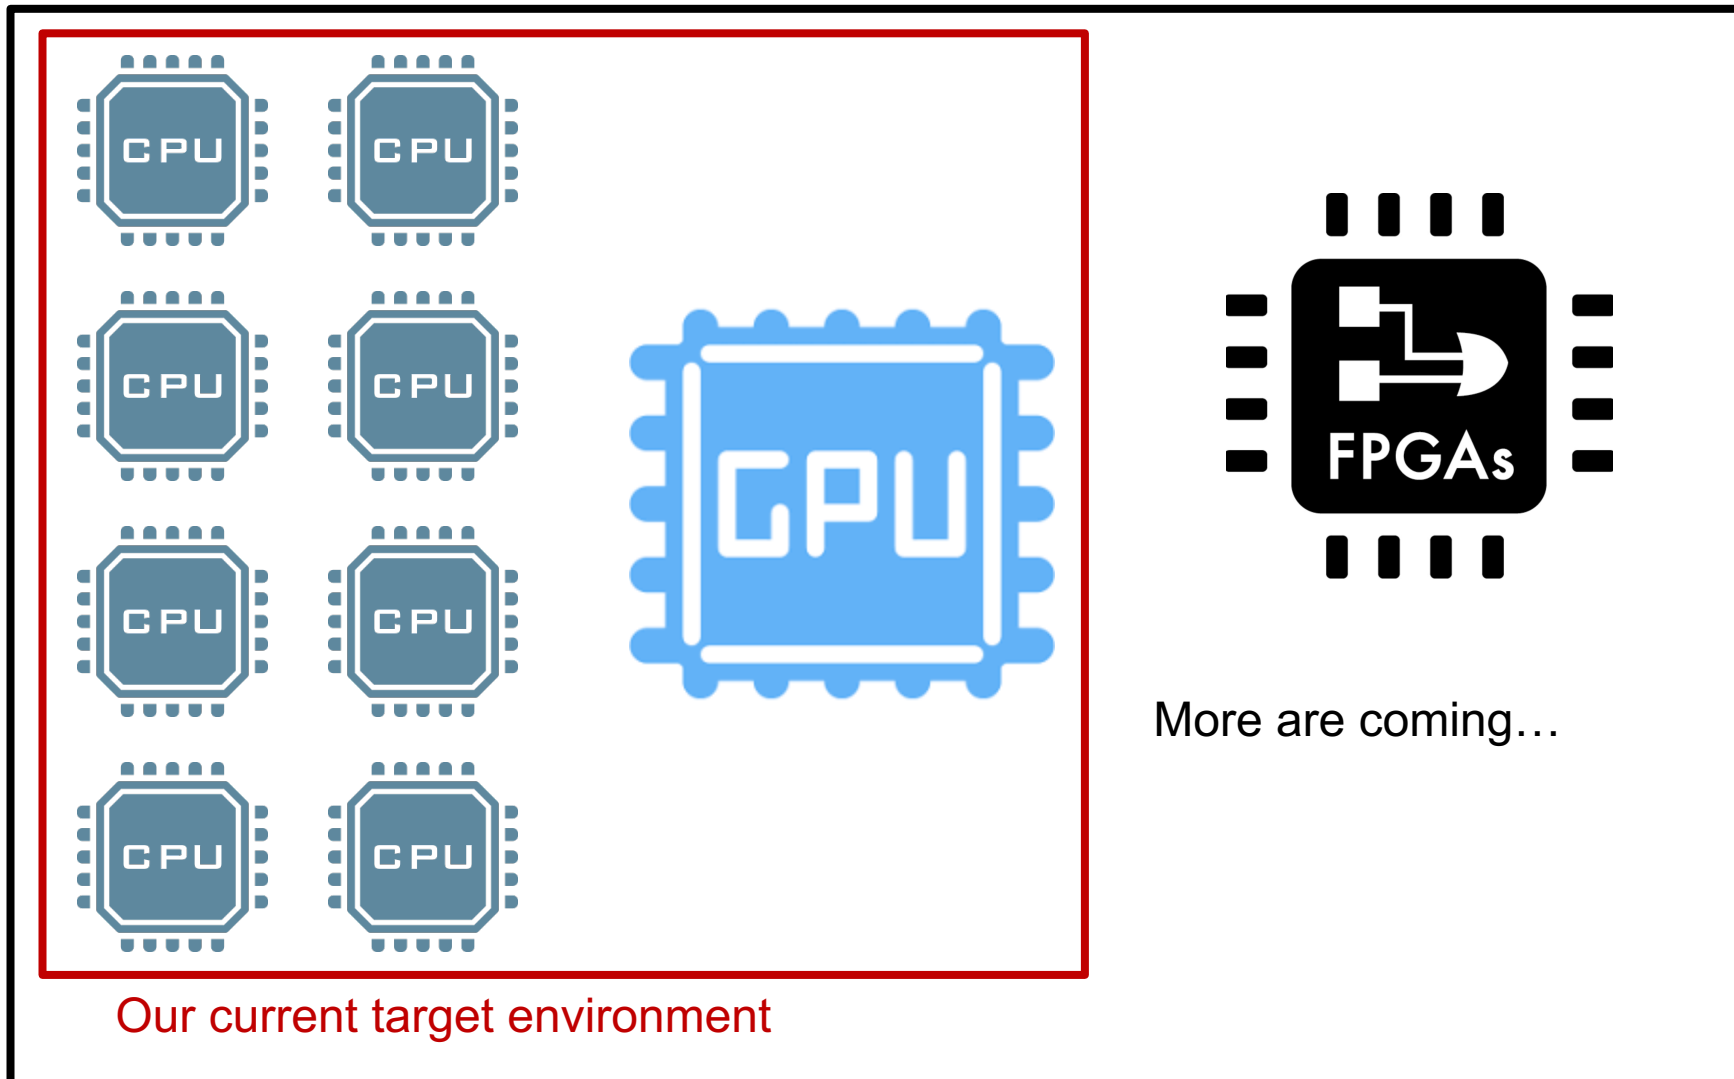 CPU CPU
CPU CPU
GPU
FPGAs
CPU CPU
More are coming…
CPU CPU
Our current target environment